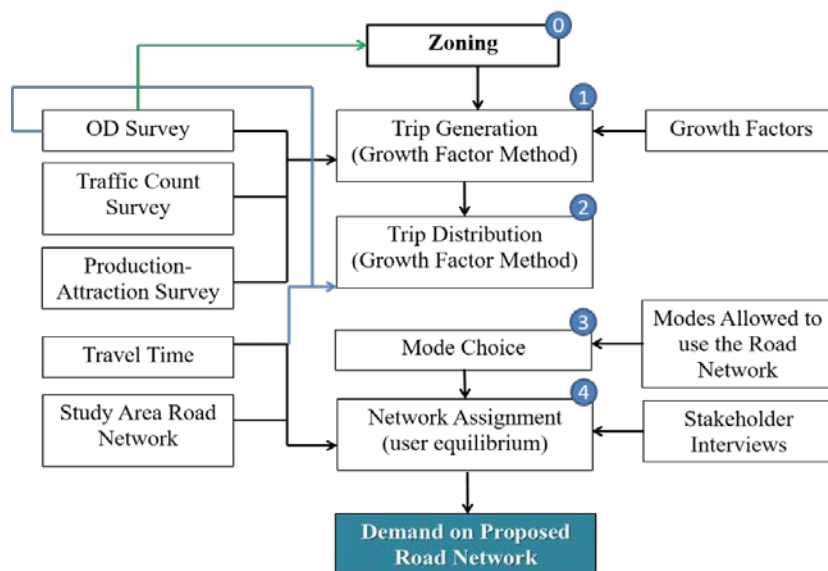 0
Zoning
1
OD Survey
Trip Generation
(Growth Factor Method)
Growth Factors
Traffic Count
Survey
2
Trip Distribution
(Growth Factor Method)
Production-
Attraction Survey
3
Modes Allowed to
use the Road
Network
Travel Time
Mode Choice
4
Study Area Road
Network
Network Assignment
(user equilibrium)
Stakeholder
Interviews
Demand on Proposed
Road Network